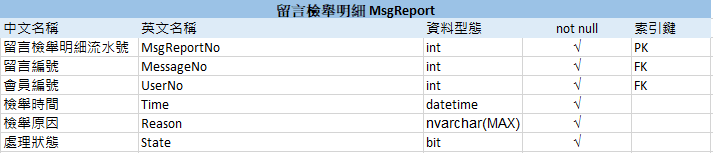 留言檢舉明細 MsgReport
中文名稱 英文名稱 資料型態 not null 索引鍵
留言檢舉明細流水號 MsgReportNo int √ PK
留言編號 MessageNo int √ FK
會員編號 UserNo int √ FK
檢舉時間 Time datetime √
檢舉原因 Reason nvarchar(MAX) √
處理狀態 State bit √